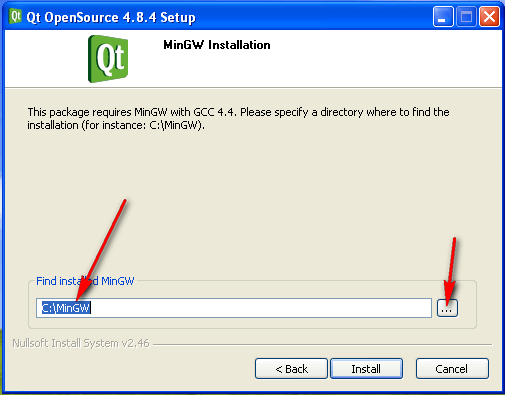 Qt OpenSource 4.8.4 Setup
Qt
MinGW Installation
This package requires MinGW with GCC 4.4. Please specify a directory where to find the
installation (for instance: C:\MinGW).
Find installed MinGW
C:\MinGW
...
Nullsoft Install System v2.46
< Back
Install
Cancel